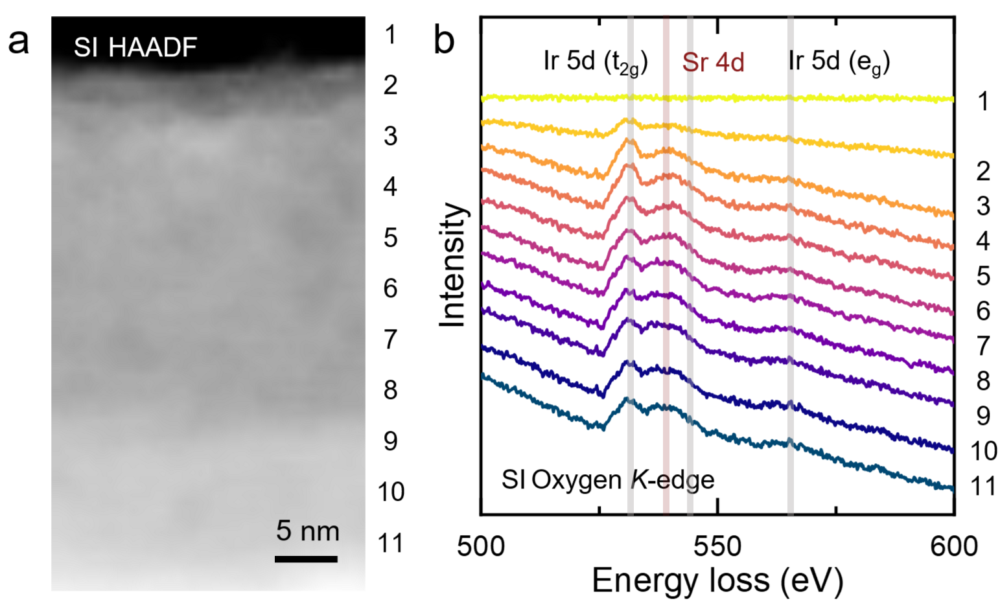 a
SI HAADF
1
2
3
4
5
6
7
8
9
10
11
5 nm
b
Ir 5d (t2g)
Sr 4d
Ir 5d (eg)
1
2
3
4
5
6
7
8
9
10
11
Intensity
SI Oxygen K-edge
500
550
600
Energy loss (eV)